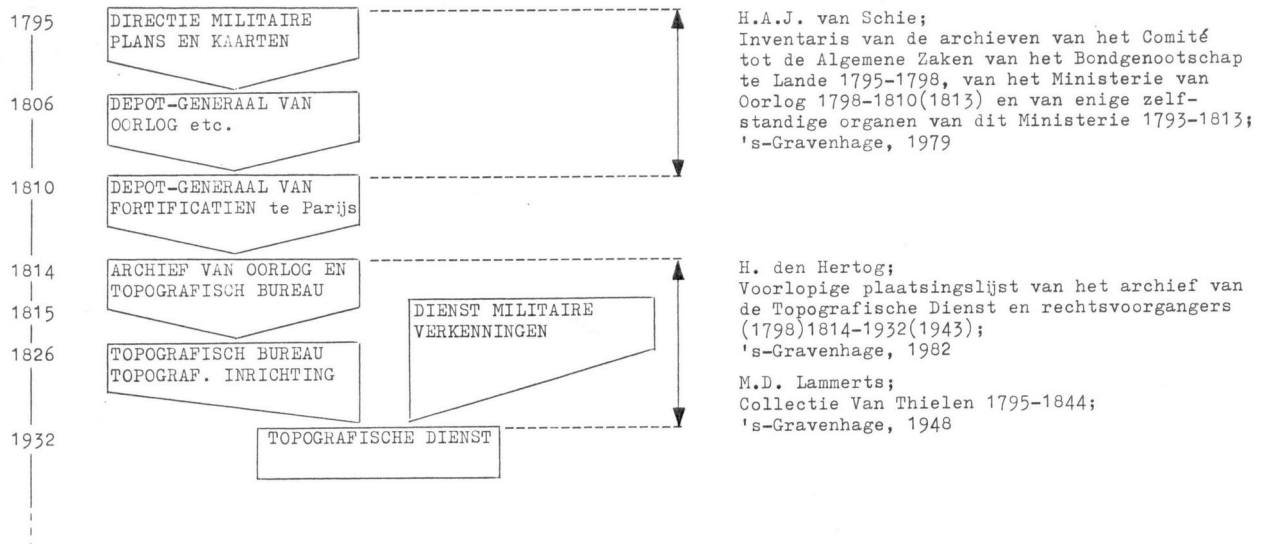 1795
DIRECTIE MILITAIRE
PLANS EN KAARTEN
1806
DEPOT-GENERAAL VAN
OORLOG etc.
1810
DEPOT-GENERAAL VAN
FORTIFICATIEN te Parijs
1814
ARCHIEF VAN OORLOG EN
TOPOGRAFISCH BUREAU
1815
DIENST MILITAIRE
VERKENNINGEN
1826
TOPOGRAFISCH BUREAU
TOPOGRAF. INRICHTING
1932
TOPOGRAFISCHE DIENST
H.A.J. van Schie;
Inventaris van de archieven van het Comité
tot de Algemene Zaken van het Bondgenootschap
te Lande 1795-1798, van het Ministerie van
Oorlog 1798-1810(1813) en van enige zelf-
standige organen van dit Ministerie 1793-1813;
's-Gravenhage, 1979
H. den Hertog;
Voorlopige plaatsingslijst van het archief van
de Topografische Dienst en rechtsvoorgangers
(1798)1814-1932(1943);
's-Gravenhage, 1982
M.D. Lammerts;
Collectie Van Thielen 1795-1844;
's-Gravenhage, 1948